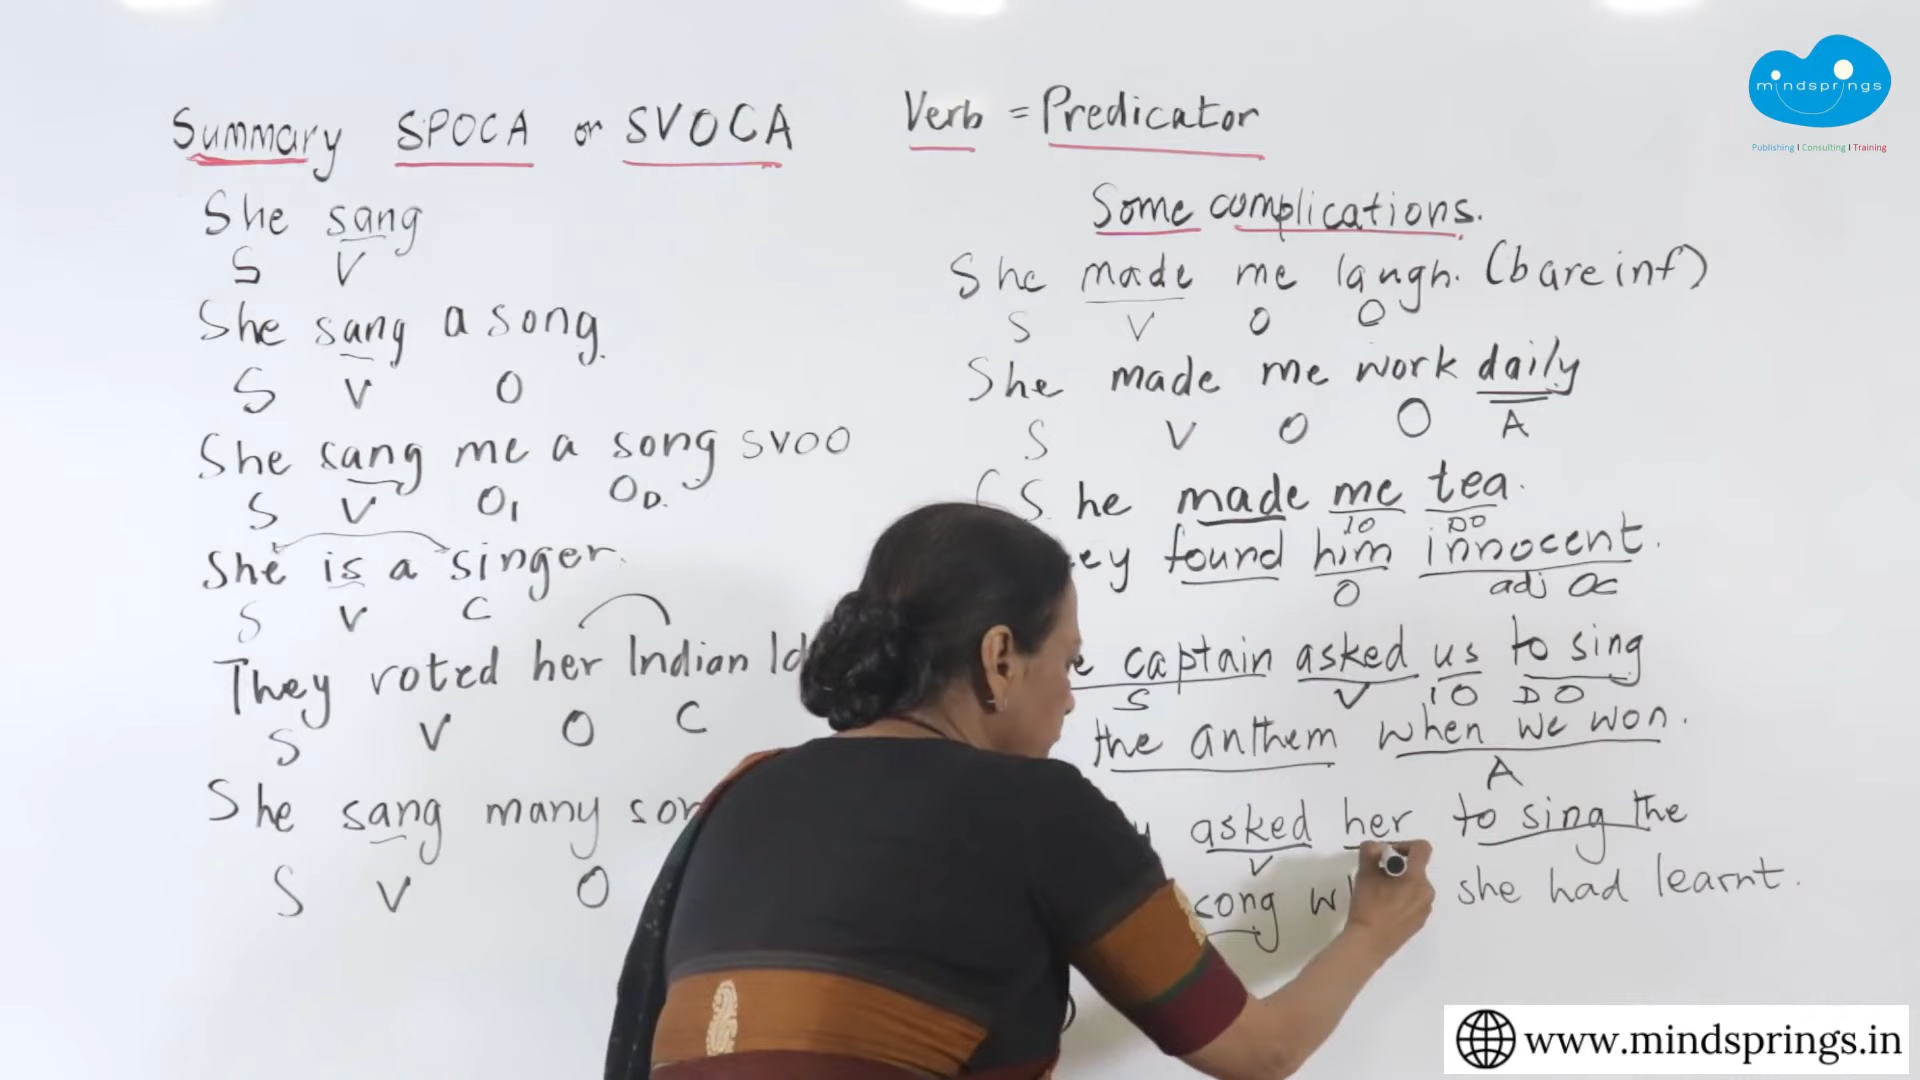 Summary SPOCA or SVOCA
She sang
S V
She sang a song.
S V O
She sang me a song SVOO
S V OI OD.
She is a singer.
S V C
They voted her Indian
S V O C
She sang many
S V O
Verb = Predicator
Some complications.
She made me laugh. (bare inf)
S V O O
She made me work daily
S V O O A
She made me tea.
IO DO
found him innocent.
O adj OC
captain asked us to sing
S V IO DO
the anthem when we won.
A
asked her to sing the
V
song she had learnt.
mindsprings
Publishing | Consulting | Training
www.mindsprings.in